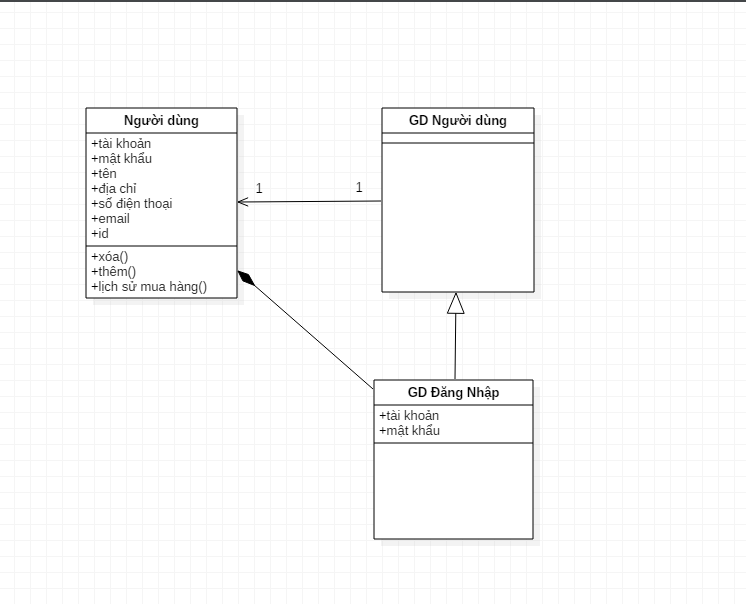 Người dùng
+tài khoản
+mật khẩu
+tên
+địa chỉ
+số điện thoại
+email
+id
+xóa()
+thêm()
+lịch sử mua hàng()
1
1
GD Người dùng
GD Đăng Nhập
+tài khoản
+mật khẩu